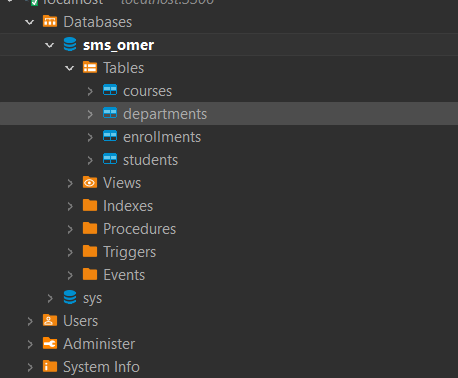 localhost localhost:3306
Databases
sms_omer
Tables
courses
departments
enrollments
students
Views
Indexes
Procedures
Triggers
Events
sys
Users
Administer
System Info